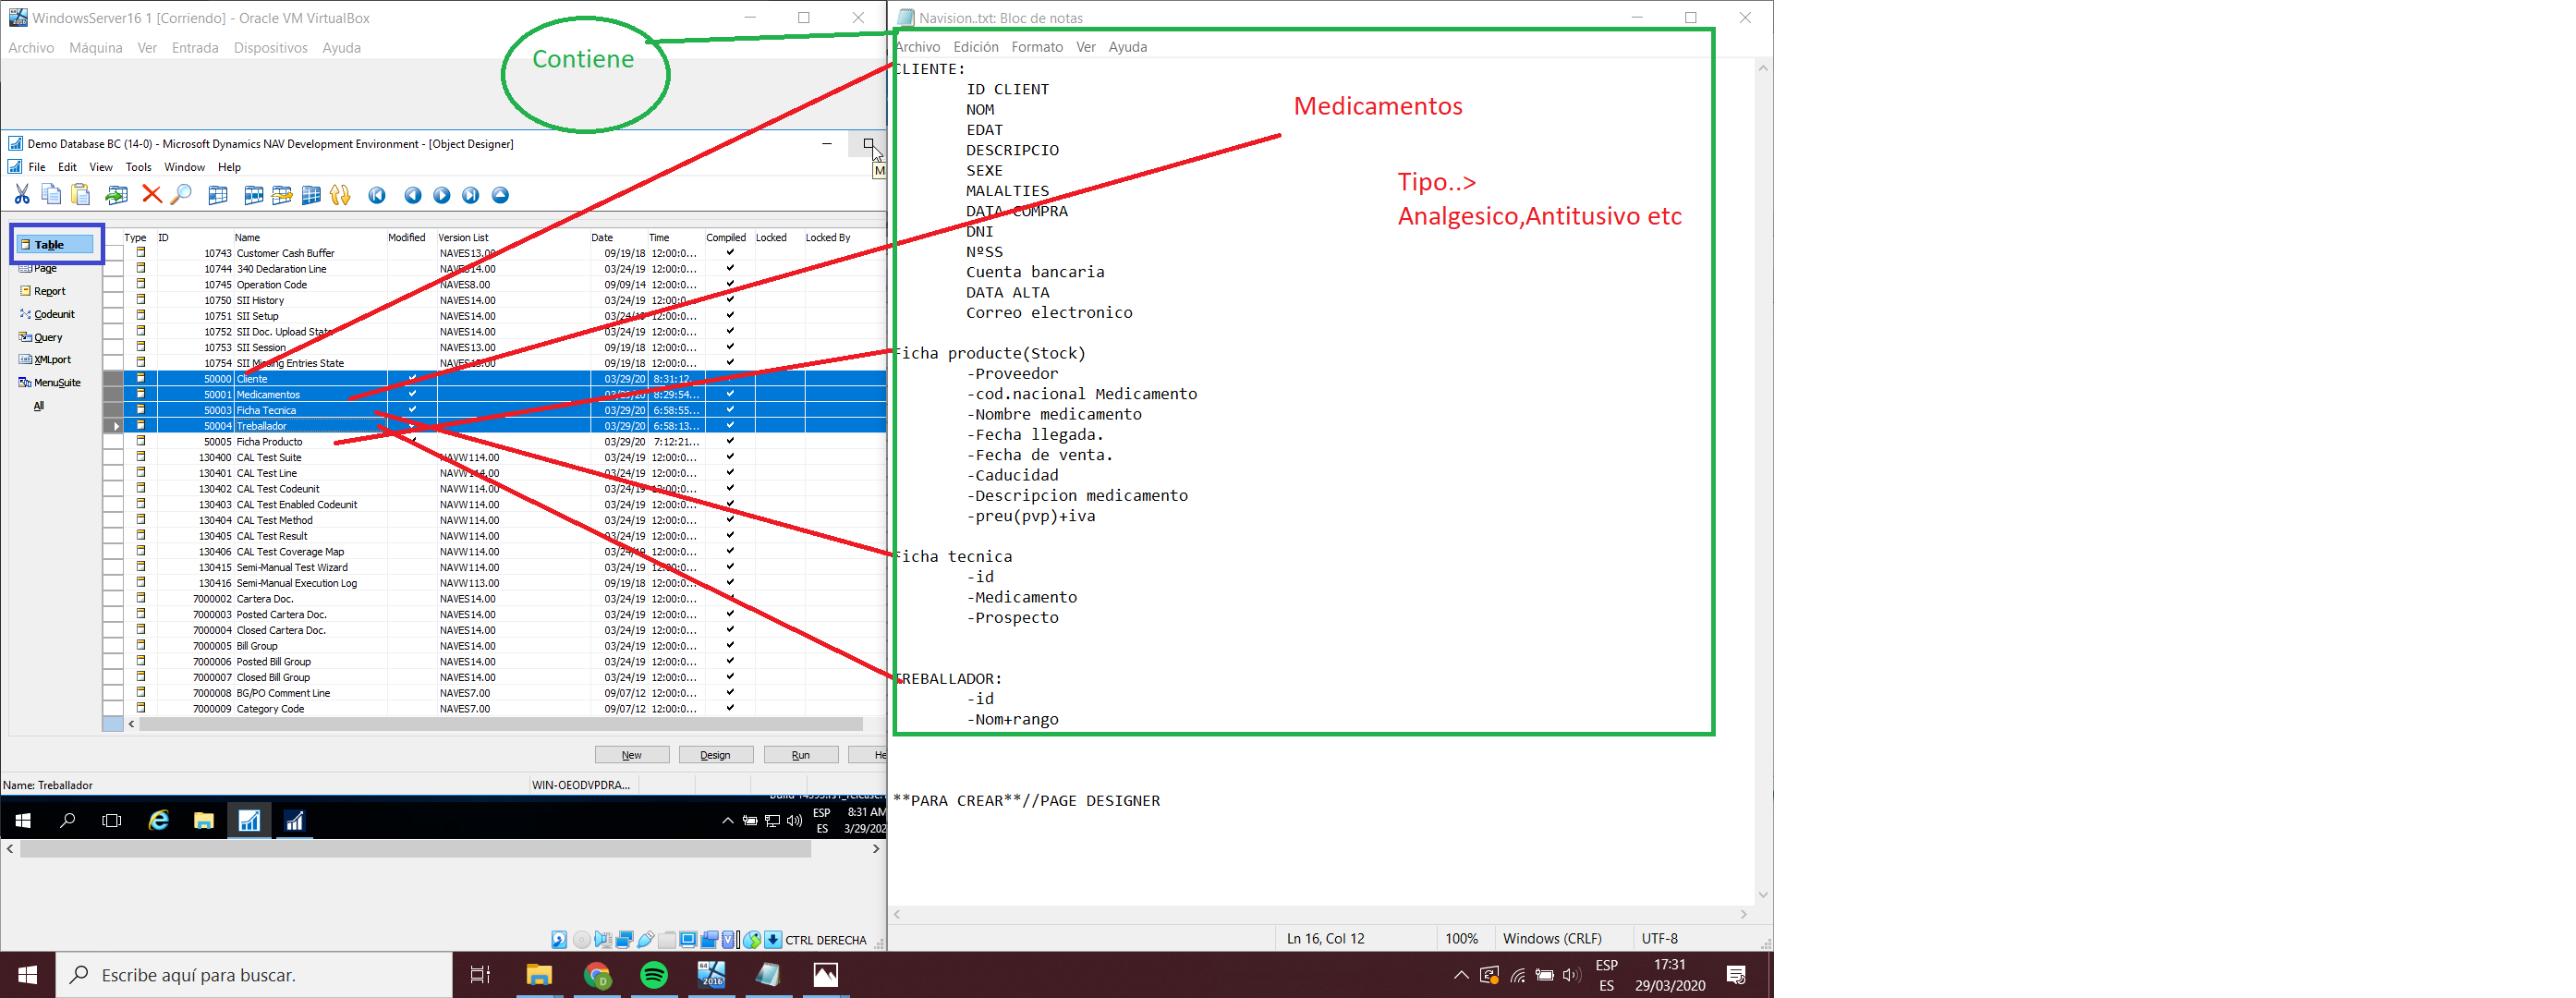 WindowsServer16 1 [Corriendo] - Oracle VM VirtualBox
Archivo Máquina Ver Entrada Dispositivos Ayuda
Contiene
Demo Database BC (14-0) - Microsoft Dynamics NAV Development Environment - [Object Designer]
M
File Edit View Tools Window Help
Table
Page
Report
Codeunit
Query
XMLport
MenuSuite
All
Type ID Name Modified Version List Date Time Compiled Locked Locked By
10743 Customer Cash Buffer NAVES13.00 09/19/18 12:00:0...
10744 340 Declaration Line NAVES14.00 03/24/19 12:00:0...
10745 Operation Code NAVES8.00 09/09/14 12:00:0...
10750 SII History NAVES14.00 03/24/19 12:00:0...
10751 SII Setup NAVES14.00 03/24/19 12:00:0...
10752 SII Doc. Upload State NAVES14.00 03/24/19 12:00:0...
10753 SII Session NAVES13.00 09/19/18 12:00:0...
10754 SII Missing Entries State NAVES13.00 09/19/18 12:00:0...
50000 Cliente 03/29/20 8:31:12...
50001 Medicamentos 03/29/20 8:29:54...
50003 Ficha Tecnica 03/29/20 6:58:55...
50004 Treballador 03/29/20 6:58:13...
50005 Ficha Producto 03/29/20 7:12:21...
130400 CAL Test Suite NAVW114.00 03/24/19 12:00:0...
130401 CAL Test Line NAVW114.00 03/24/19 12:00:0...
130402 CAL Test Codeunit NAVW114.00 03/24/19 12:00:0...
130403 CAL Test Enabled Codeunit NAVW114.00 03/24/19 12:00:0...
130404 CAL Test Method NAVW114.00 03/24/19 12:00:0...
130405 CAL Test Result NAVW114.00 03/24/19 12:00:0...
130406 CAL Test Coverage Map NAVW114.00 03/24/19 12:00:0...
130415 Semi-Manual Test Wizard NAVW114.00 03/24/19 12:00:0...
130416 Semi-Manual Execution Log NAVW113.00 09/19/18 12:00:0...
7000002 Cartera Doc. NAVES14.00 03/24/19 12:00:0...
7000003 Posted Cartera Doc. NAVES14.00 03/24/19 12:00:0...
7000004 Closed Cartera Doc. NAVES14.00 03/24/19 12:00:0...
7000005 Bill Group NAVES14.00 03/24/19 12:00:0...
7000006 Posted Bill Group NAVES14.00 03/24/19 12:00:0...
7000007 Closed Bill Group NAVES14.00 03/24/19 12:00:0...
7000008 BG/PO Comment Line NAVES7.00 09/07/12 12:00:0...
7000009 Category Code NAVES7.00 09/07/12 12:00:0...
New Design Run He
Name: Treballador WIN-OEODVPDRA...
ESP 8:31 AM
ES 3/29/202
CTRL DERECHA
Navision..txt: Bloc de notas
Archivo Edición Formato Ver Ayuda
CLIENTE:
ID CLIENT
NOM
EDAT
DESCRIPCIO
SEXE
MALALTIES
DATA COMPRA
DNI
NºSS
Cuenta bancaria
DATA ALTA
Correo electronico
Medicamentos
Tipo..>
Analgesico,Antitusivo etc
Ficha producte(Stock)
-Proveedor
-cod.nacional Medicamento
-Nombre medicamento
-Fecha llegada.
-Fecha de venta.
-Caducidad
-Descripcion medicamento
-preu(pvp)+iva
Ficha tecnica
-id
-Medicamento
-Prospecto
TREBALLADOR:
-id
-Nom+rango
**PARA CREAR**//PAGE DESIGNER
Ln 16, Col 12 100% Windows (CRLF) UTF-8
Escribe aquí para buscar.
ESP 17:31
ES 29/03/2020